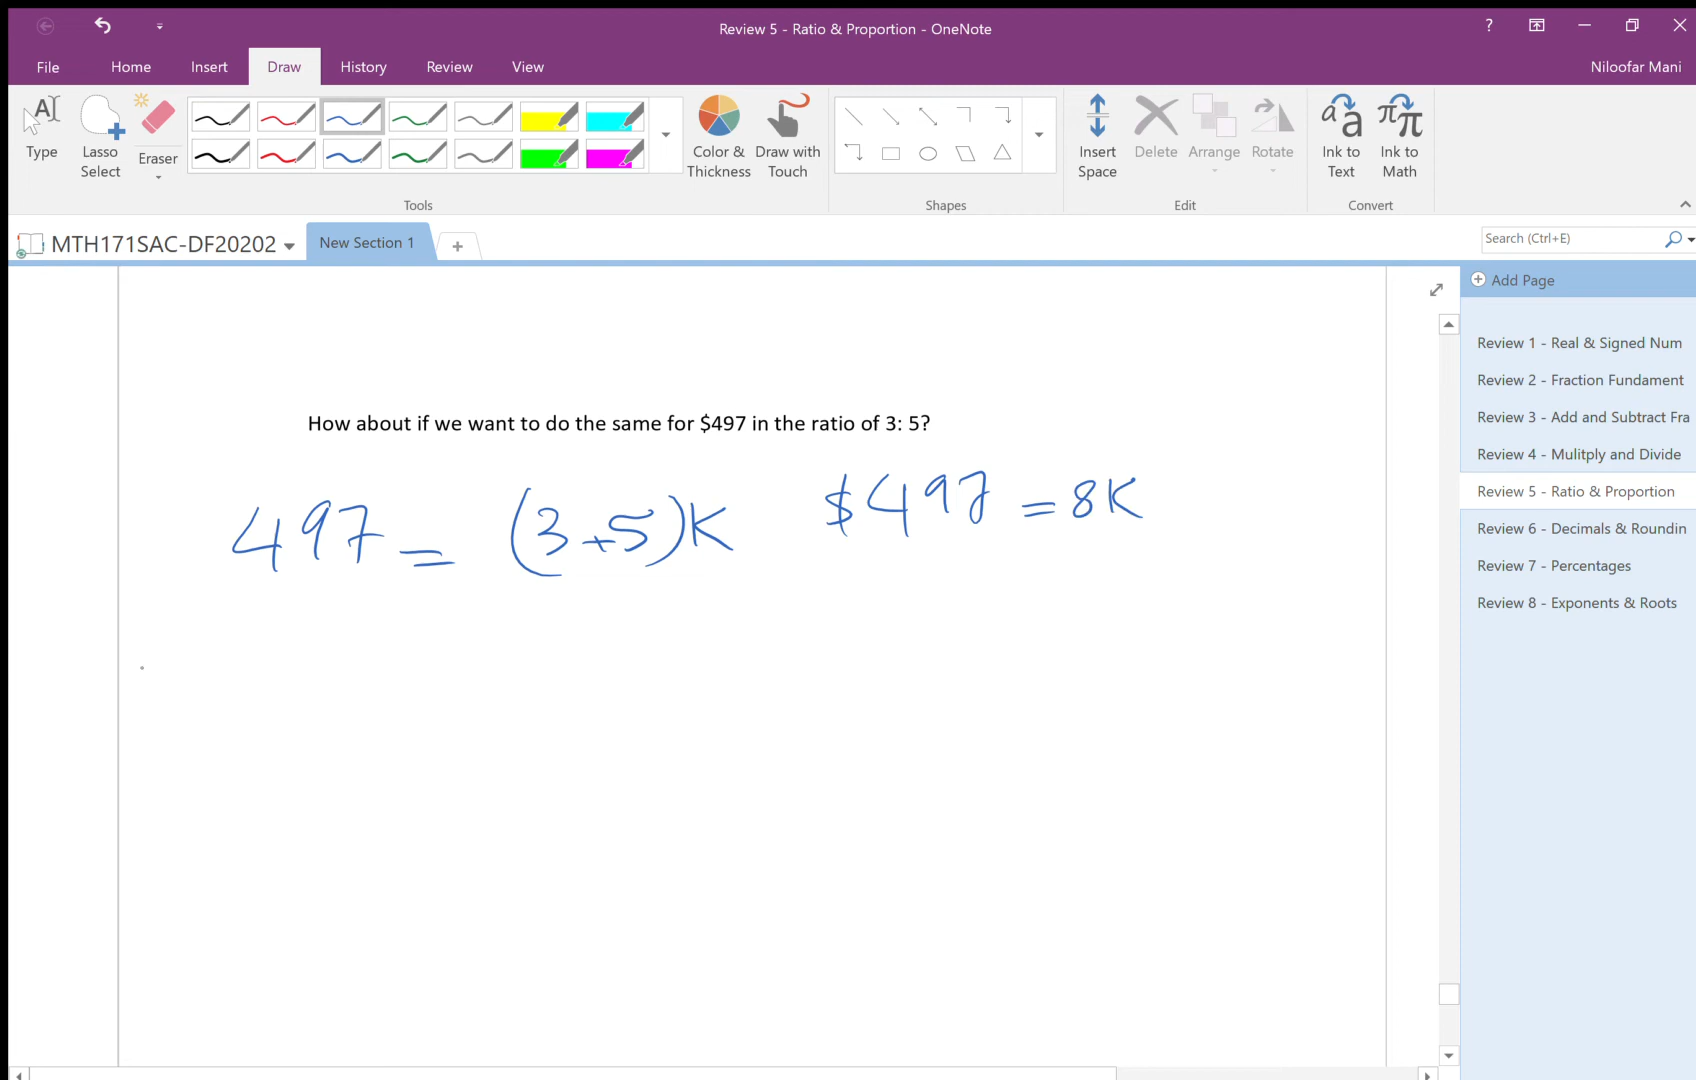 Review 5 - Ratio & Proportion - OneNote
?
File Home Insert Draw History Review View
Niloofar Mani
Type
Lasso Select
Eraser
Color & Thickness
Draw with Touch
Insert Space
Delete
Arrange
Rotate
Ink to Text
Ink to Math
Tools
Shapes
Edit
Convert
MTH171SAC-DF20202
New Section 1
Search (Ctrl+E)
Add Page
Review 1 - Real & Signed Num
Review 2 - Fraction Fundament
Review 3 - Add and Subtract Fra
Review 4 - Mulitply and Divide
Review 5 - Ratio & Proportion
Review 6 - Decimals & Roundin
Review 7 - Percentages
Review 8 - Exponents & Roots
How about if we want to do the same for $497 in the ratio of 3: 5?
497 = (3+5)K
$497 = 8K